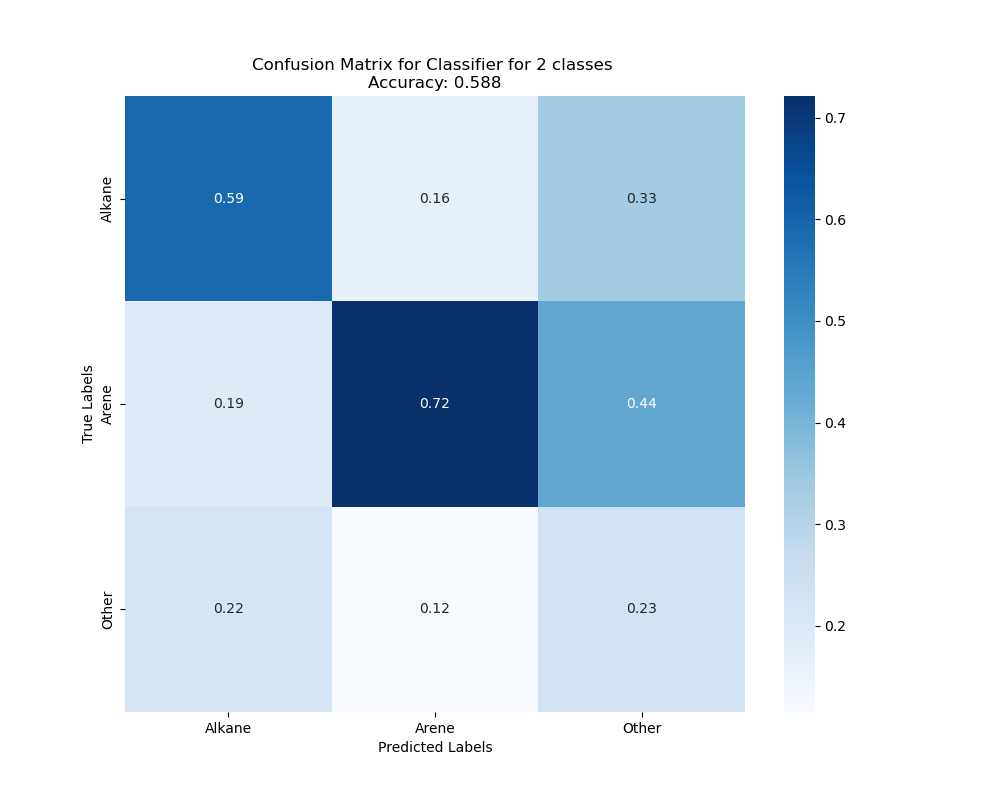 Confusion Matrix for Classifier for 2 classes
Accuracy: 0.588
True Labels
Alkane
0.59
0.16
0.33
Arene
0.19
0.72
0.44
Other
0.22
0.12
0.23
Alkane
Arene
Other
Predicted Labels
0.7
0.6
0.5
0.4
0.3
0.2